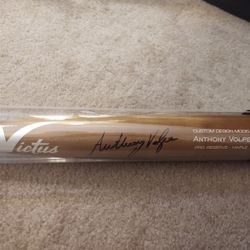 Victus
Anthony Volpe
CUSTOM DESIGN MODEL
ANTHONY VOLPE
PRO RESERVE - MAPLE